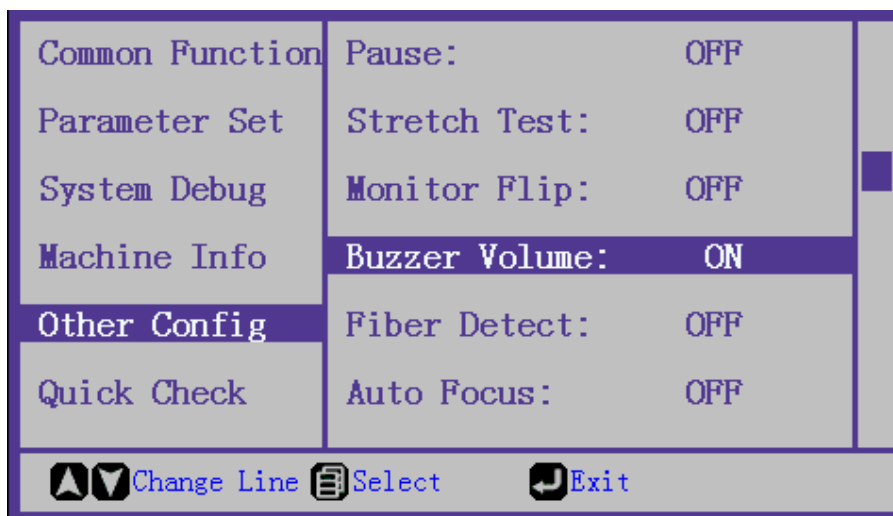 Common Function Pause: OFF
Parameter Set Stretch Test: OFF
System Debug Monitor Flip: OFF
Machine Info Buzzer Volume: ON
Other Config Fiber Detect: OFF
Quick Check Auto Focus: OFF
Change Line Select Exit